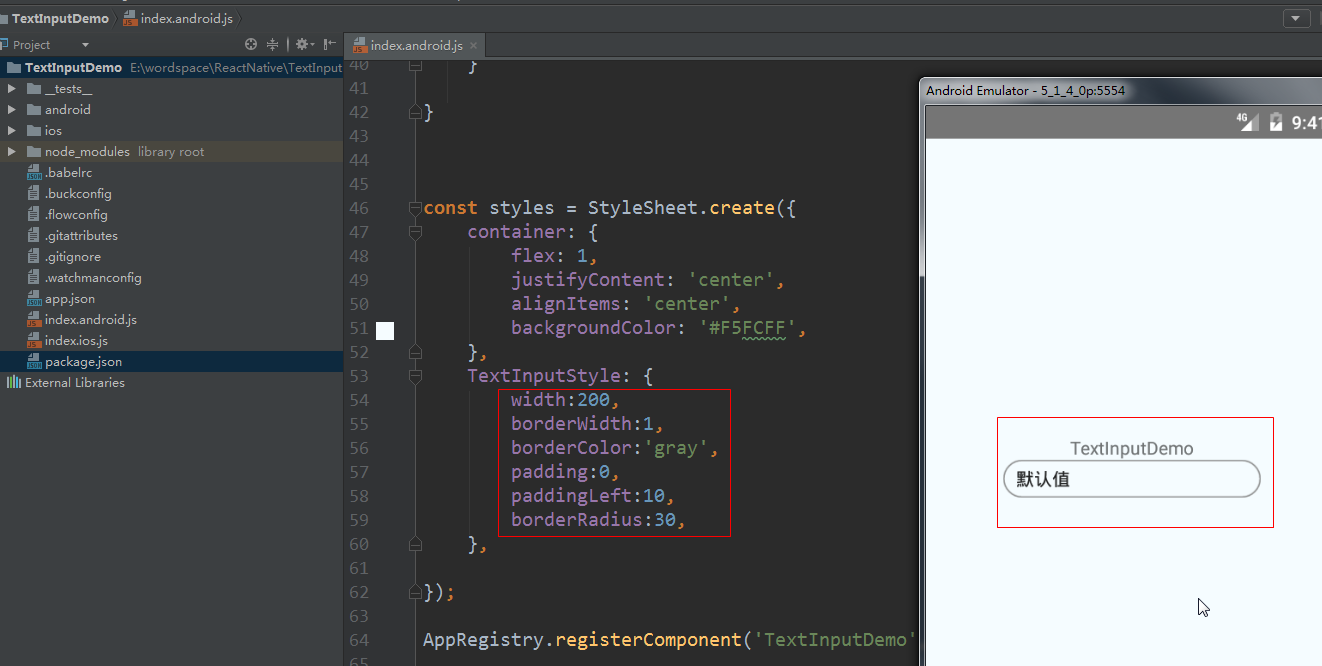 TextInputDemo index.android.js
Project
index.android.js
TextInputDemo E:\wordspace\ReactNative\TextInput
__tests__
android
ios
node_modules library root
.babelrc
.buckconfig
.flowconfig
.gitattributes
.gitignore
.watchmanconfig
app.json
index.android.js
index.ios.js
package.json
External Libraries
40 }
41
42 }
43
44
45
46 const styles = StyleSheet.create({
47 container: {
48 flex: 1,
49 justifyContent: 'center',
50 alignItems: 'center',
51 backgroundColor: '#F5FCFF',
52 },
53 TextInputStyle: {
54 width:200,
55 borderWidth:1,
56 borderColor:'gray',
57 padding:0,
58 paddingLeft:10,
59 borderRadius:30,
60 },
61
62 });
63
64 AppRegistry.registerComponent('TextInputDemo'
65
Android Emulator - 5_1_4_0p:5554
4G 9:41
TextInputDemo
默认值